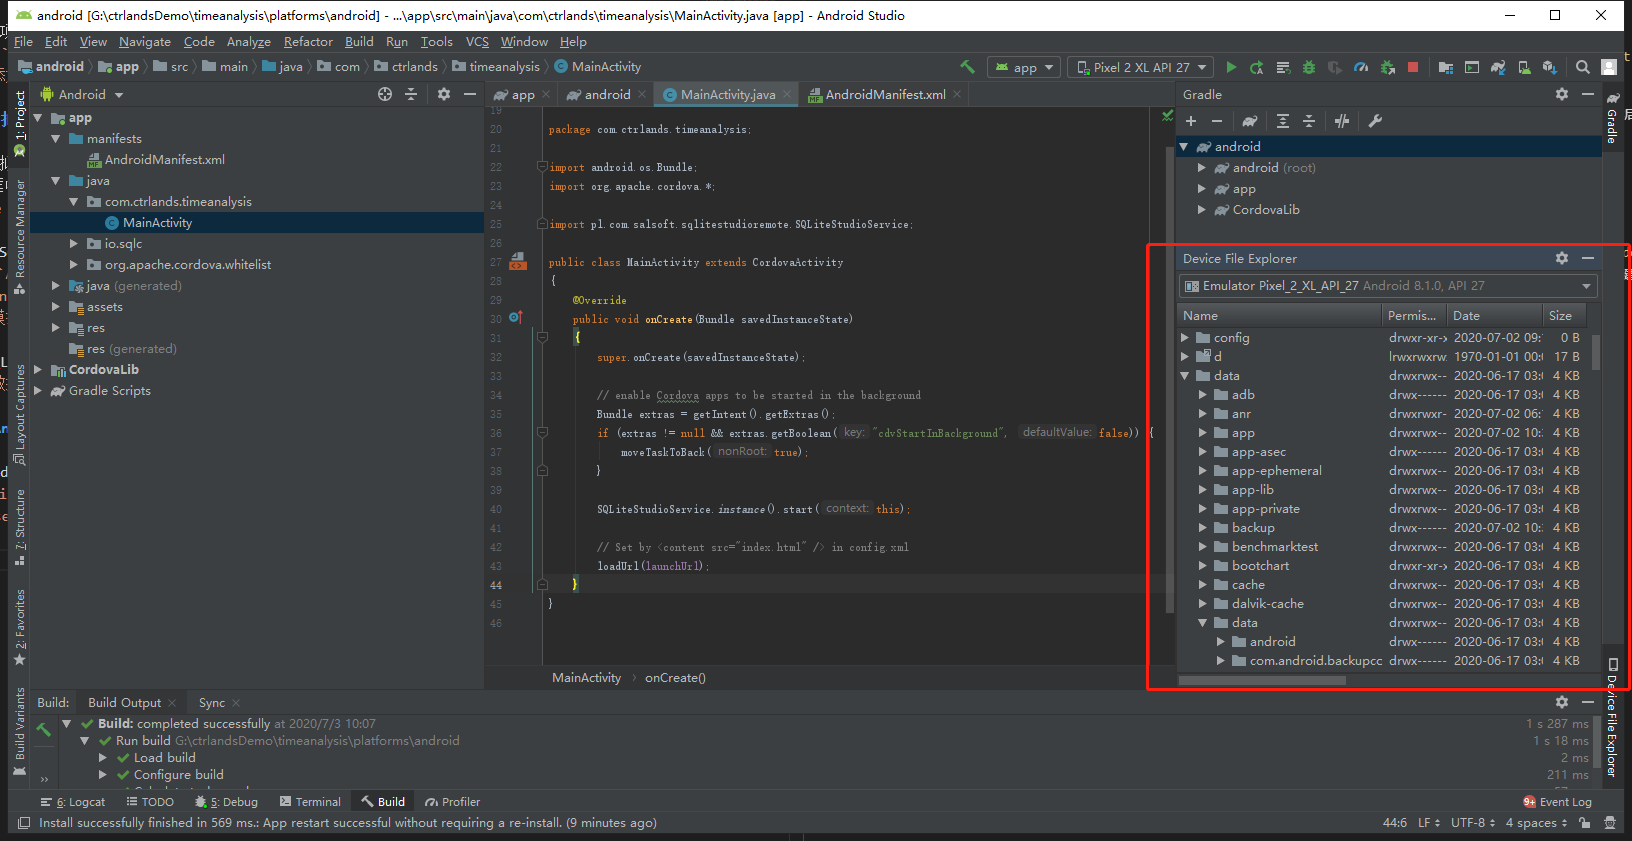 android [G:\ctrlandsDemo\timeanalysis\platforms\android] - ...\app\src\main\java\com\ctrlands\timeanalysis\MainActivity.java [app] - Android Studio
File Edit View Navigate Code Analyze Refactor Build Run Tools VCS Window Help
android app src main java com ctrlands timeanalysis MainActivity
app Pixel 2 XL API 27
1: Project
Resource Manager
Layout Captures
7: Structure
2: Favorites
Build Variants
Android
app
manifests
AndroidManifest.xml
java
com.ctrlands.timeanalysis
MainActivity
io.sqlc
org.apache.cordova.whitelist
java (generated)
assets
res
res (generated)
CordovaLib
Gradle Scripts
app android MainActivity.java AndroidManifest.xml
19
20 package com.ctrlands.timeanalysis;
21
22 import android.os.Bundle;
23 import org.apache.cordova.*;
24
25 import pl.com.salsoft.sqlitestudioremote.SQLiteStudioService;
26
27 public class MainActivity extends CordovaActivity
28 {
29 @Override
30 public void onCreate(Bundle savedInstanceState)
31 {
32 super.onCreate(savedInstanceState);
33
34 // enable Cordova apps to be started in the background
35 Bundle extras = getIntent().getExtras();
36 if (extras != null && extras.getBoolean( key: "cdvStartInBackground", defaultValue: false)) {
37 moveTaskToBack( nonRoot: true);
38 }
39
40 SQLiteStudioService.instance().start( context: this);
41
42 // Set by <content src="index.html" /> in config.xml
43 loadUrl(launchUrl);
44 }
45 }
46
MainActivity onCreate()
Gradle
android
android (root)
app
CordovaLib
Gradle
Device File Explorer
Emulator Pixel_2_XL_API_27 Android 8.1.0, API 27
Name Permis... Date Size
config drwxr-xr-x 2020-07-02 09: 0 B
d lrwxrwxrw 1970-01-01 00:0 17 B
data drwxrwx-- 2020-06-17 03:0 4 KB
adb drwx------ 2020-06-17 03:0 4 KB
anr drwxrwxr- 2020-07-02 06: 4 KB
app drwxrwx-- 2020-07-02 10: 4 KB
app-asec drwx------ 2020-06-17 03:0 4 KB
app-ephemeral drwxrwx-- 2020-06-17 03:0 4 KB
app-lib drwxrwx-- 2020-06-17 03:0 4 KB
app-private drwxrwx-- 2020-06-17 03:0 4 KB
backup drwx------ 2020-07-02 10: 4 KB
benchmarktest drwxrwx-- 2020-06-17 03:0 4 KB
bootchart drwxr-xr-x 2020-06-17 03:0 4 KB
cache drwxrwx-- 2020-06-17 03:0 4 KB
dalvik-cache drwxrwx-- 2020-06-17 03:0 4 KB
data drwxrwx-- 2020-06-17 03:0 4 KB
android drwx------ 2020-06-17 03:0 4 KB
com.android.backupcc drwx------ 2020-06-17 03:0 4 KB
Device File Explorer
Build: Build Output Sync
Build: completed successfully at 2020/7/3 10:07 1 s 287 ms
Run build G:\ctrlandsDemo\timeanalysis\platforms\android 1 s 18 ms
Load build 2 ms
Configure build 211 ms
6: Logcat TODO 5: Debug Terminal Build Profiler 9+ Event Log
Install successfully finished in 569 ms.: App restart successful without requiring a re-install. (9 minutes ago) 44:6 LF UTF-8 4 spaces